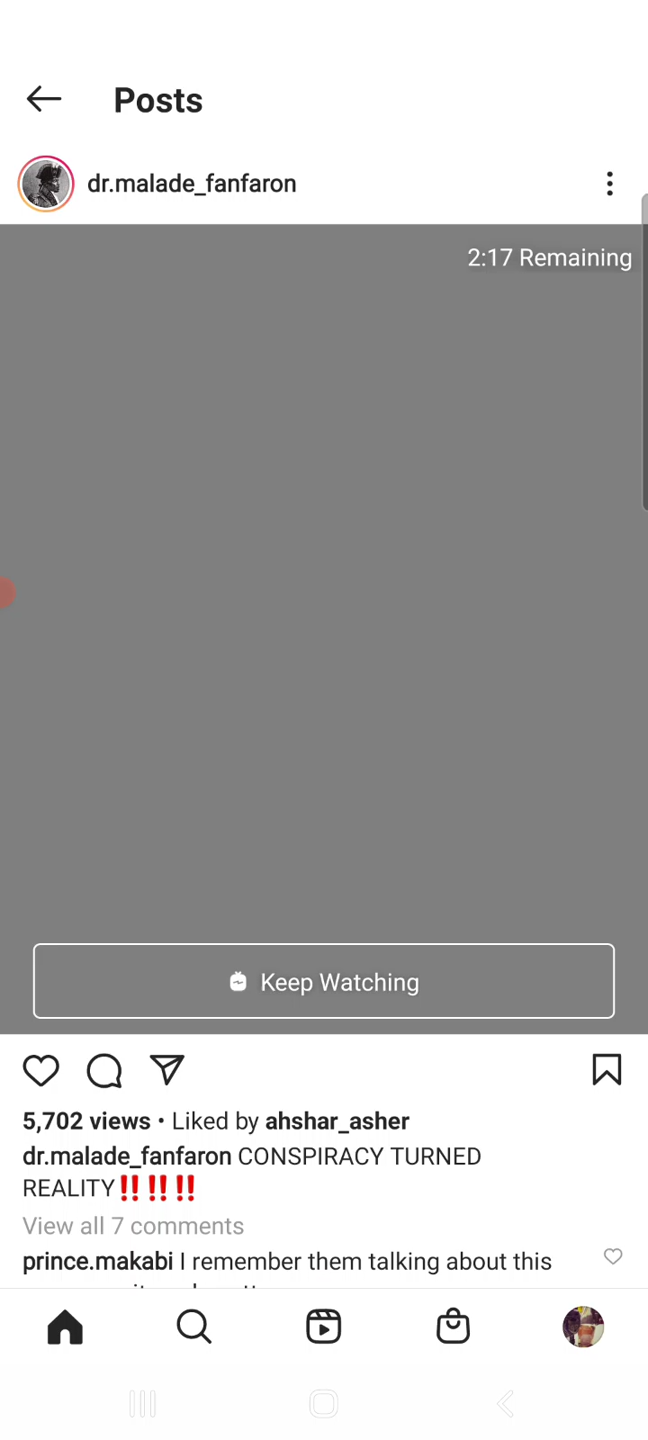 Posts
dr.malade_fanfaron
2:17 Remaining
Keep Watching
5,702 views • Liked by ahshar_asher
dr.malade_fanfaron CONSPIRACY TURNED
REALITY‼️‼️‼️
View all 7 comments
prince.makabi I remember them talking about this